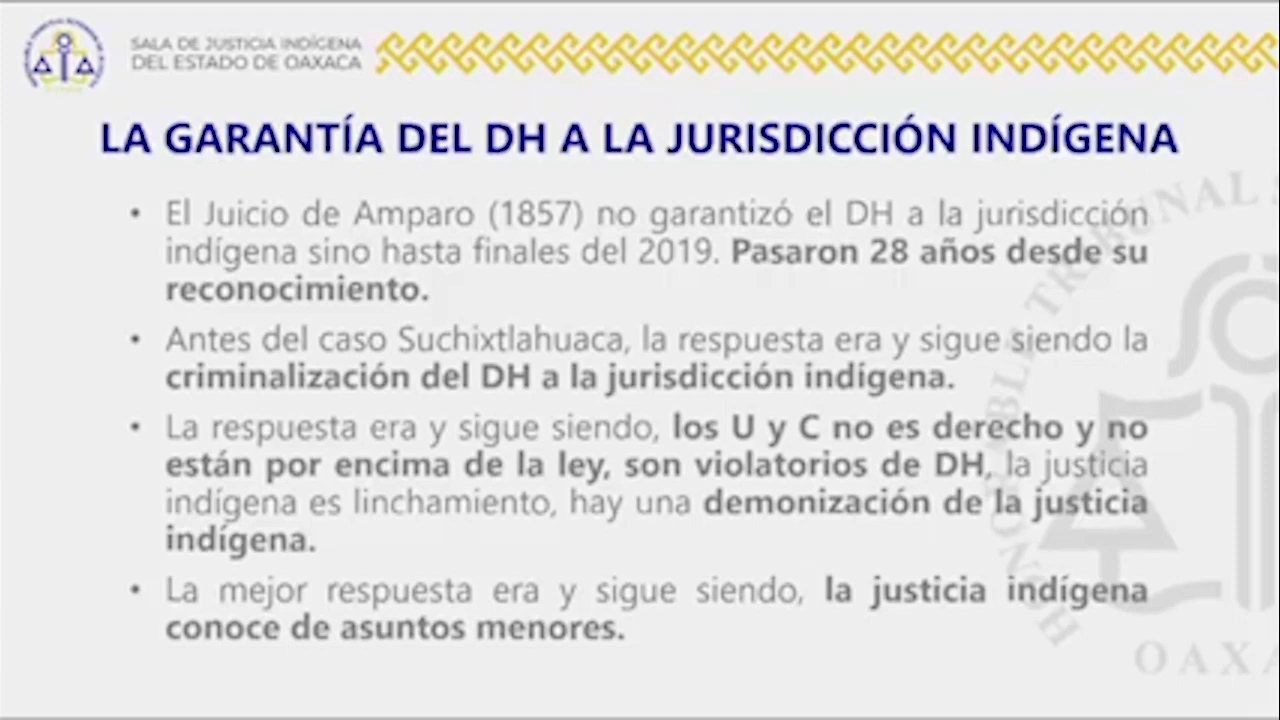 SALA DE JUSTICIA INDÍGENA
DEL ESTADO DE OAXACA
LA GARANTÍA DEL DH A LA JURISDICCIÓN INDÍGENA
• El Juicio de Amparo (1857) no garantizó el DH a la jurisdicción
indígena sino hasta finales del 2019. Pasaron 28 años desde su
reconocimiento.
• Antes del caso Suchixtlahuaca, la respuesta era y sigue siendo la
criminalización del DH a la jurisdicción indígena.
• La respuesta era y sigue siendo, los U y C no es derecho y no
están por encima de la ley, son violatorios de DH, la justicia
indígena es linchamiento, hay una demonización de la justicia
indígena.
• La mejor respuesta era y sigue siendo, la justicia indígena
conoce de asuntos menores.
HONORABLE TRIBUNAL
OAXA